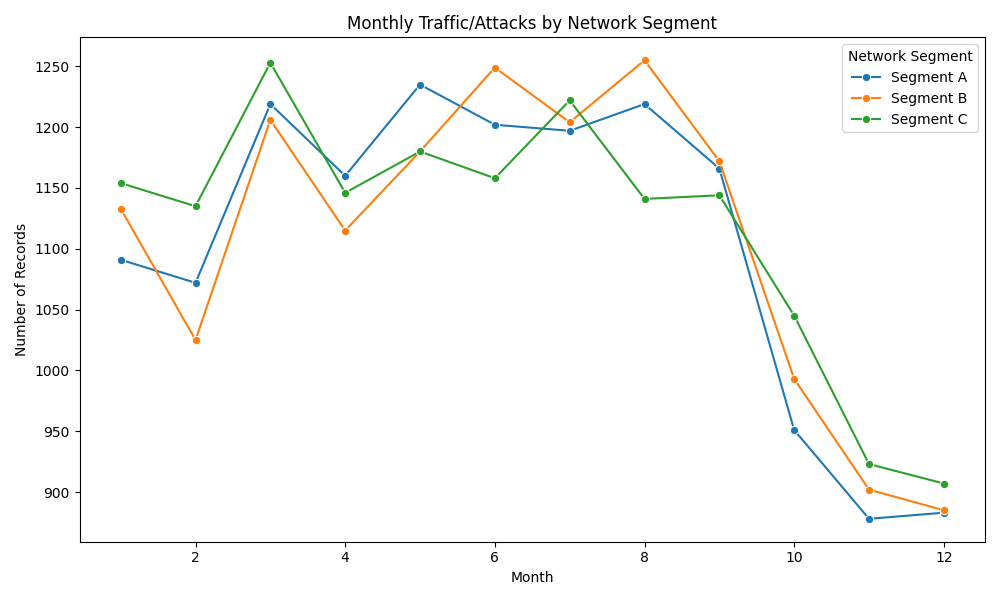 Monthly Traffic/Attacks by Network Segment
Network Segment
Segment A
Segment B
Segment C
Number of Records
1250
1200
1150
1100
1050
1000
950
900
2 4 6 8 10 12
Month